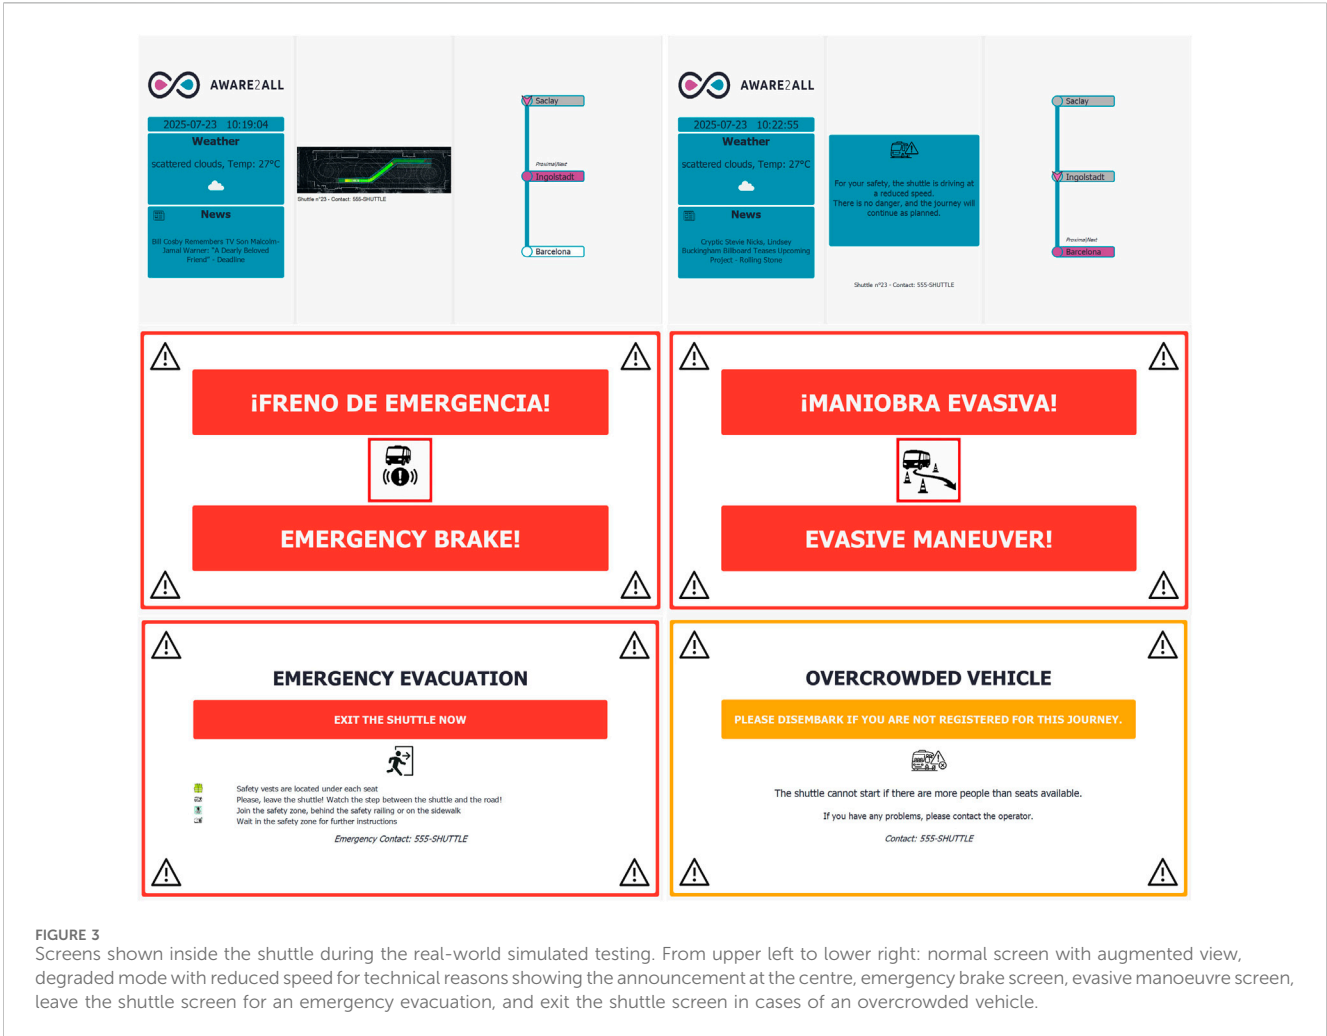 AWARE2ALL
2025-07-23 10:19:04
Weather
scattered clouds, Temp: 27°C
News
Bill Cosby Remembers TV Son Malcolm-
Jamal Warner: "A Dearly Beloved
Friend" - Deadline
Shuttle n°23 - Contact: 555-SHUTTLE
Saclay
Proxima|Next
Ingolstadt
Barcelona
AWARE2ALL
2025-07-23 10:22:55
Weather
scattered clouds, Temp: 27°C
News
Cryptic Stevie Nicks, Lindsey
Buckingham Billboard Teases Upcoming
Project - Rolling Stone
For your safety, the shuttle is driving at
a reduced speed.
There is no danger, and the journey will
continue as planned.
Shuttle n°23 - Contact: 555-SHUTTLE
Saclay
Ingolstadt
Proxima|Next
Barcelona
¡FRENO DE EMERGENCIA!
EMERGENCY BRAKE!
¡MANIOBRA EVASIVA!
EVASIVE MANEUVER!
EMERGENCY EVACUATION
EXIT THE SHUTTLE NOW
Safety vests are located under each seat
Please, leave the shuttle! Watch the step between the shuttle and the road!
Join the safety zone, behind the safety railing or on the sidewalk
Wait in the safety zone for further instructions
Emergency Contact: 555-SHUTTLE
OVERCROWDED VEHICLE
PLEASE DISEMBARK IF YOU ARE NOT REGISTERED FOR THIS JOURNEY.
The shuttle cannot start if there are more people than seats available.
If you have any problems, please contact the operator.
Contact: 555-SHUTTLE
FIGURE 3
Screens shown inside the shuttle during the real-world simulated testing. From upper left to lower right: normal screen with augmented view,
degraded mode with reduced speed for technical reasons showing the announcement at the centre, emergency brake screen, evasive manoeuvre screen,
leave the shuttle screen for an emergency evacuation, and exit the shuttle screen in cases of an overcrowded vehicle.